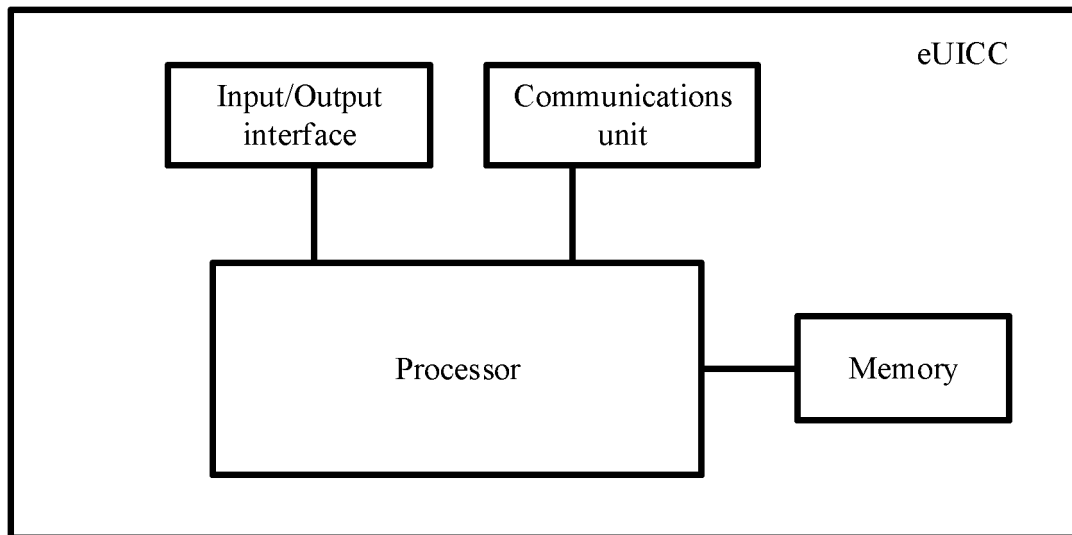 eUICC
Input/Output
interface
Communications
unit
Processor
Memory